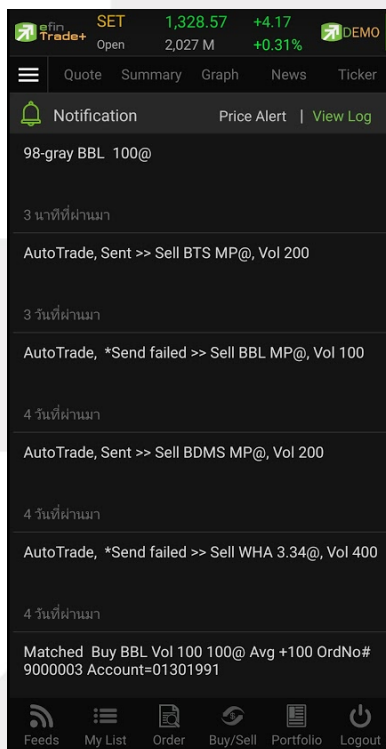 efin Trade+ SET 1,328.57 +4.17 DEMO
Open 2,027 M +0.31%
Quote Summary Graph News Ticker
Notification Price Alert | View Log
98-gray BBL 100@
3 นาทีที่ผ่านมา
AutoTrade, Sent >> Sell BTS MP@, Vol 200
3 วันที่ผ่านมา
AutoTrade, *Send failed >> Sell BBL MP@, Vol 100
4 วันที่ผ่านมา
AutoTrade, Sent >> Sell BDMS MP@, Vol 200
4 วันที่ผ่านมา
AutoTrade, *Send failed >> Sell WHA 3.34@, Vol 400
4 วันที่ผ่านมา
Matched Buy BBL Vol 100 100@ Avg +100 OrdNo#
9000003 Account=01301991
Feeds My List Order Buy/Sell Portfolio Logout